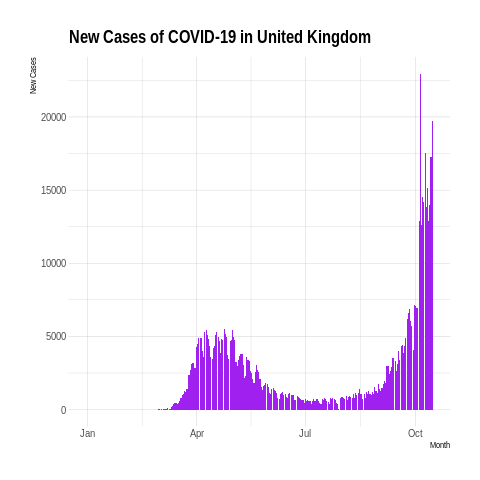 New Cases of COVID-19 in United Kingdom
New Cases
20000
15000
10000
5000
0
Jan Apr Jul Oct
Month